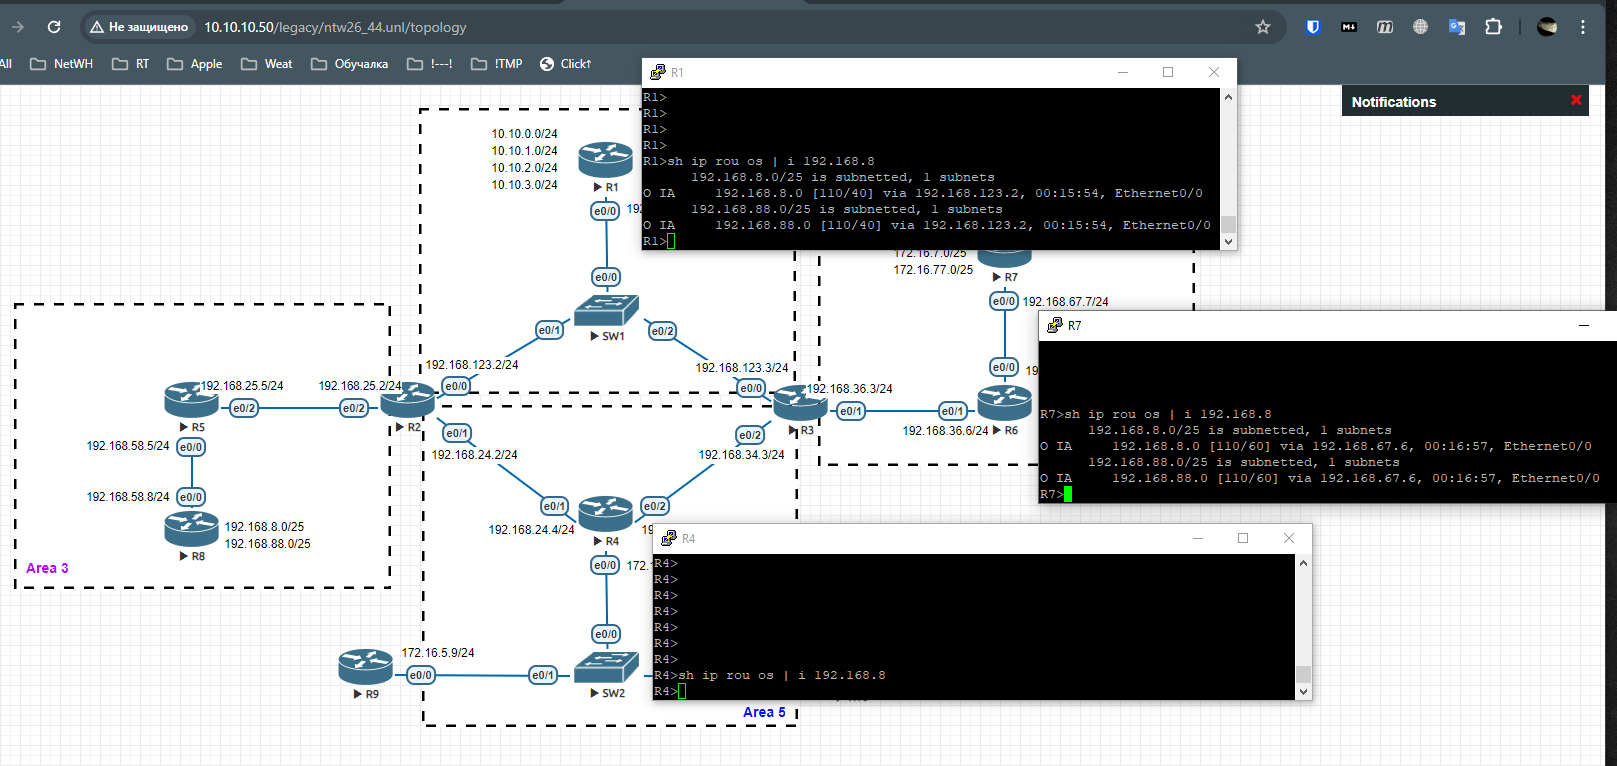 Не защищено 10.10.10.50/legacy/ntw26_44.unl/topology
All NetWH RT Apple Weat Обучалка !---! !TMP Click↑
Notifications
10.10.0.0/24
10.10.1.0/24
10.10.2.0/24
10.10.3.0/24
R1
e0/0
e0/0
SW1
e0/1
e0/2
192.168.123.2/24
192.168.123.3/24
e0/0
e0/0
192.168.25.5/24
192.168.25.2/24
e0/2
e0/2
R5
R2
192.168.58.5/24
e0/0
192.168.58.8/24
e0/0
192.168.8.0/25
192.168.88.0/25
R8
Area 3
R3
192.168.36.3/24
e0/1
e0/1
192.168.36.6/24
R6
e0/0
192.168.67.7/24
e0/0
R7
172.16.7.0/25
172.16.77.0/25
e0/1
192.168.24.2/24
e0/2
192.168.34.3/24
e0/1
e0/2
192.168.24.4/24
R4
e0/0
172.
e0/0
SW2
e0/1
172.16.5.9/24
e0/0
R9
Area 5
R1
R1>
R1>
R1>
R1>
R1>sh ip rou os | i 192.168.8
192.168.8.0/25 is subnetted, 1 subnets
O IA 192.168.8.0 [110/40] via 192.168.123.2, 00:15:54, Ethernet0/0
192.168.88.0/25 is subnetted, 1 subnets
O IA 192.168.88.0 [110/40] via 192.168.123.2, 00:15:54, Ethernet0/0
R1>
R7
R7>sh ip rou os | i 192.168.8
192.168.8.0/25 is subnetted, 1 subnets
O IA 192.168.8.0 [110/60] via 192.168.67.6, 00:16:57, Ethernet0/0
192.168.88.0/25 is subnetted, 1 subnets
O IA 192.168.88.0 [110/60] via 192.168.67.6, 00:16:57, Ethernet0/0
R7>
R4
R4>
R4>
R4>
R4>
R4>
R4>
R4>
R4>sh ip rou os | i 192.168.8
R4>